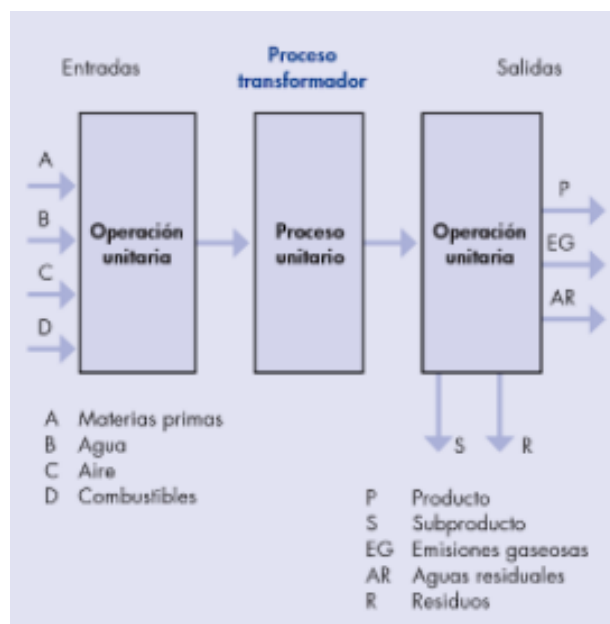 Entradas
Proceso
transformador
Salidas
A
B
C
D
Operación
unitaria
Proceso
unitario
Operación
unitaria
P
EG
AR
S
R
A Materias primas
B Agua
C Aire
D Combustibles
P Producto
S Subproducto
EG Emisiones gaseosas
AR Aguas residuales
R Residuos